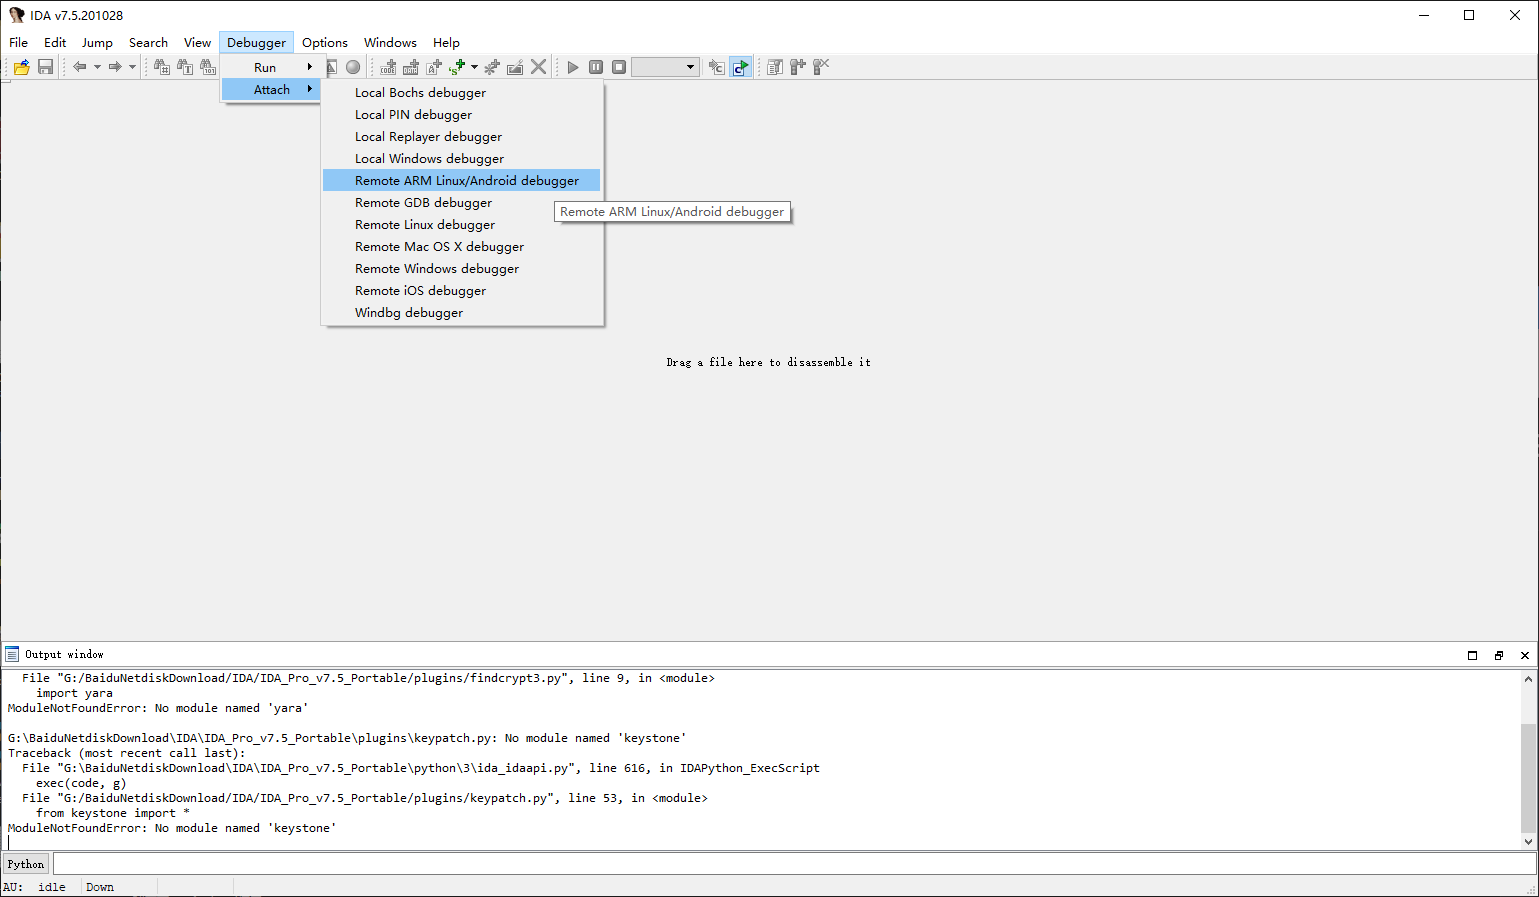 IDA v7.5.201028
File Edit Jump Search View Debugger Options Windows Help
Run
Attach
Local Bochs debugger
Local PIN debugger
Local Replayer debugger
Local Windows debugger
Remote ARM Linux/Android debugger
Remote GDB debugger
Remote ARM Linux/Android debugger
Remote Linux debugger
Remote Mac OS X debugger
Remote Windows debugger
Remote iOS debugger
Windbg debugger
Drag a file here to disassemble it
Output window
File "G:/BaiduNetdiskDownload/IDA/IDA_Pro_v7.5_Portable/plugins/findcrypt3.py", line 9, in <module>
import yara
ModuleNotFoundError: No module named 'yara'
G:\BaiduNetdiskDownload\IDA\IDA_Pro_v7.5_Portable\plugins\keypatch.py: No module named 'keystone'
Traceback (most recent call last):
File "G:\BaiduNetdiskDownload\IDA\IDA_Pro_v7.5_Portable\python\3\ida_idaapi.py", line 616, in IDAPython_ExecScript
exec(code, g)
File "G:/BaiduNetdiskDownload/IDA/IDA_Pro_v7.5_Portable/plugins/keypatch.py", line 53, in <module>
from keystone import *
ModuleNotFoundError: No module named 'keystone'
Python
AU: idle Down